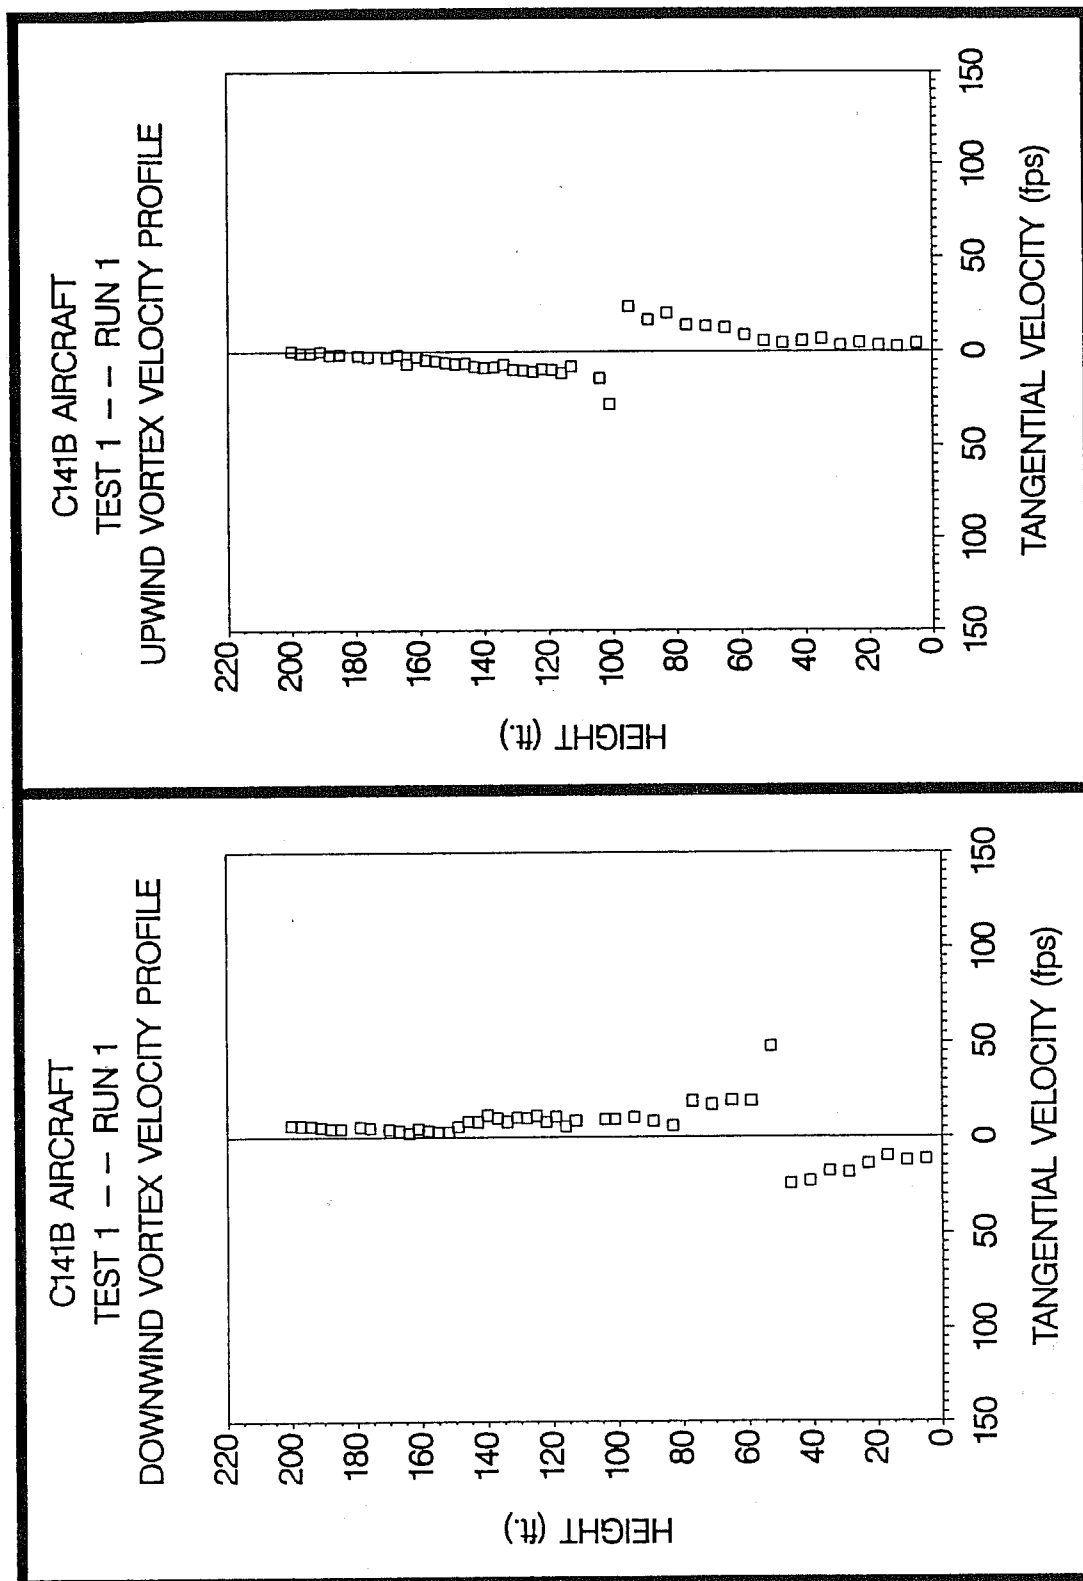 C141B AIRCRAFT
TEST 1 -- RUN 1
DOWNWIND VORTEX VELOCITY PROFILE
HEIGHT (ft.)
220
200
180
160
140
120
100
80
60
40
20
0
150 100 50 0 50 100 150
TANGENTIAL VELOCITY (fps)
C141B AIRCRAFT
TEST 1 -- RUN 1
UPWIND VORTEX VELOCITY PROFILE
HEIGHT (ft.)
220
200
180
160
140
120
100
80
60
40
20
0
150 100 50 0 50 100 150
TANGENTIAL VELOCITY (fps)